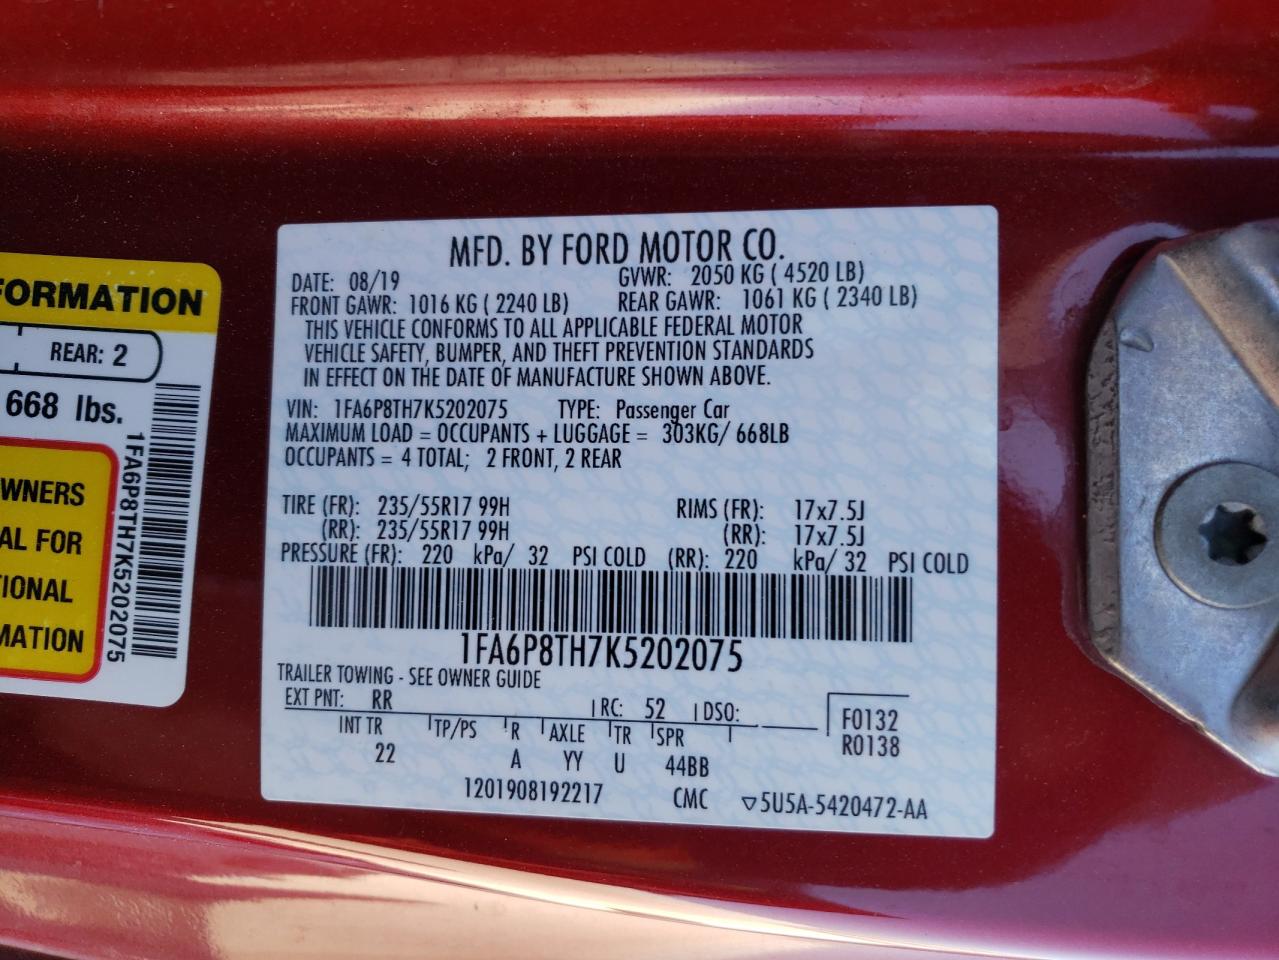 MFD. BY FORD MOTOR CO.
DATE: 08/19 GVWR: 2050 KG ( 4520 LB)
FRONT GAWR: 1016 KG ( 2240 LB) REAR GAWR: 1061 KG ( 2340 LB)
THIS VEHICLE CONFORMS TO ALL APPLICABLE FEDERAL MOTOR
VEHICLE SAFETY, BUMPER, AND THEFT PREVENTION STANDARDS
IN EFFECT ON THE DATE OF MANUFACTURE SHOWN ABOVE.
VIN: 1FA6P8TH7K5202075 TYPE: Passenger Car
MAXIMUM LOAD = OCCUPANTS + LUGGAGE = 303KG/ 668LB
OCCUPANTS = 4 TOTAL; 2 FRONT, 2 REAR
TIRE (FR): 235/55R17 99H RIMS (FR): 17x7.5J
(RR): 235/55R17 99H (RR): 17x7.5J
PRESSURE (FR): 220 kPa/ 32 PSI COLD (RR): 220 kPa/ 32 PSI COLD
1FA6P8TH7K5202075
TRAILER TOWING - SEE OWNER GUIDE
EXT PNT: RR RC: 52 DSO:
INT TR TP/PS R AXLE TR SPR
22 A YY U 44BB
F0132
R0138
1201908192217 CMC ▽5U5A-5420472-AA
FORMATION
REAR: 2
668 lbs.
1FA6P8TH7K5202075
WNERS
AL FOR
TIONAL
MATION